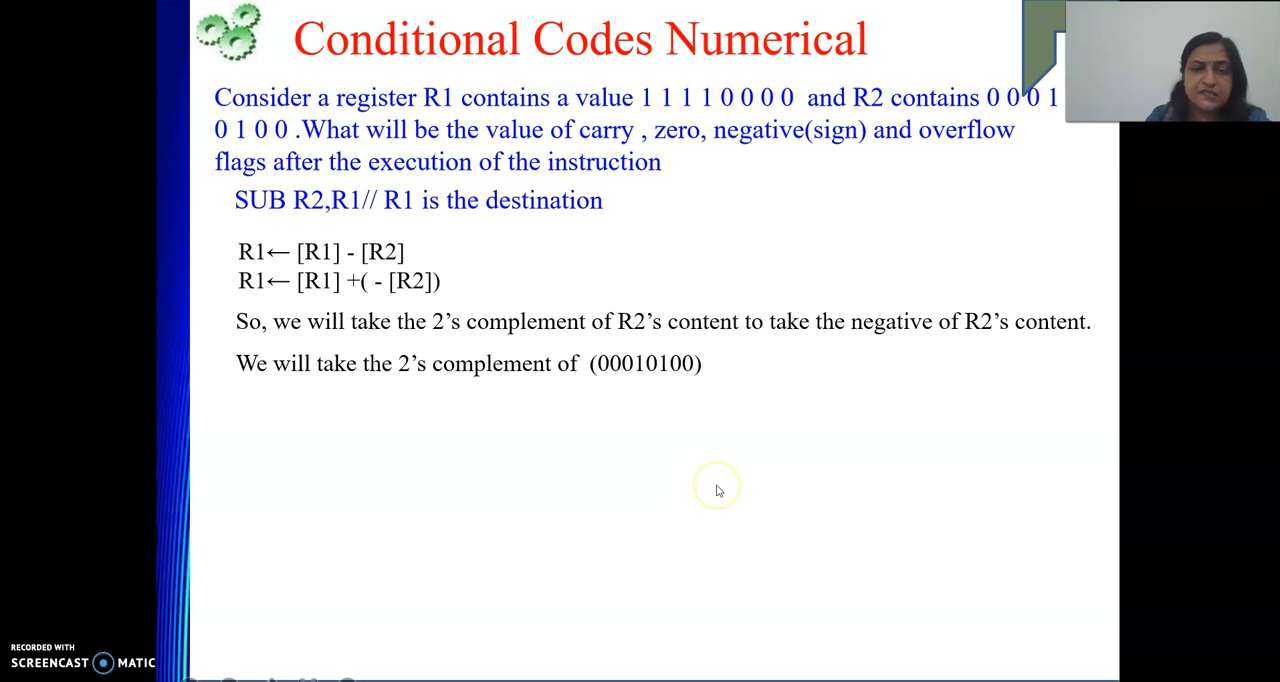 Conditional Codes Numerical
Consider a register R1 contains a value 1 1 1 1 0 0 0 0 and R2 contains 0 0 0 1
0 1 0 0 .What will be the value of carry , zero, negative(sign) and overflow
flags after the execution of the instruction
SUB R2,R1// R1 is the destination
R1← [R1] - [R2]
R1← [R1] +( - [R2])
So, we will take the 2’s complement of R2’s content to take the negative of R2’s content.
We will take the 2’s complement of (00010100)
RECORDED WITH
SCREENCAST MATIC